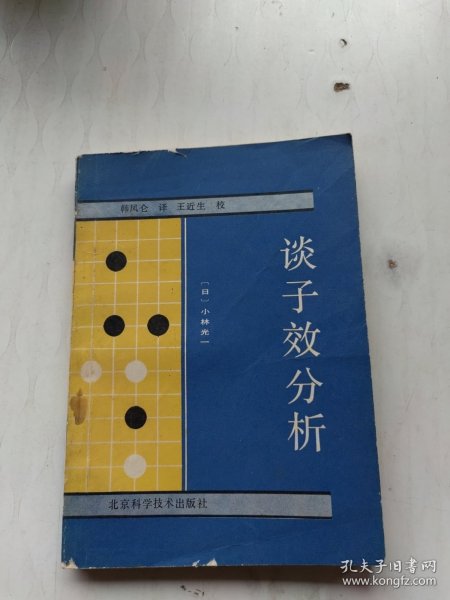 韩凤仑 译 王近生 校
谈子效分析
〔日〕小林光一
北京科学技术出版社
孔夫子旧书网
www.kongfz.com